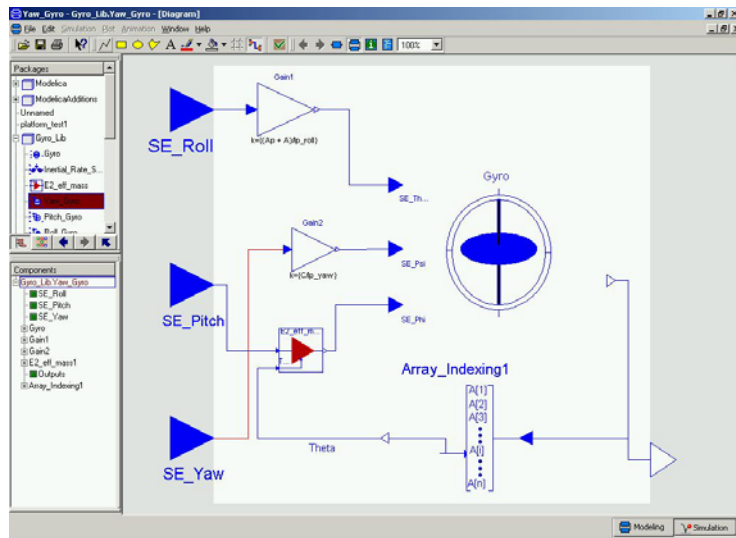 Yaw_Gyro - Gyro_Lib.Yaw_Gyro - [Diagram]
File Edit Simulation Plot Animation Window Help
100%
Packages
Modelica
ModelicaAdditions
Unnamed
platform_test1
Gyro_Lib
Gyro
Inertial_Rate_S...
E2_eff_mass
Yaw_Gyro
Pitch_Gyro
Roll_Gyro
Components
Gyro_Lib.Yaw_Gyro
SE_Roll
SE_Pitch
SE_Yaw
Gyro
Gain1
Gain2
E2_eff_mass1
Outputs
Array_Indexing1
Gain1
SE_Roll
k={(Ap + A)/Ip_roll}
SE_Th...
Gyro
Gain2
k={C/Ip_yaw}
SE_Psi
SE_Pitch
SE_Phi
E2_eff_m...
T...
Array_Indexing1
A[1]
A[2]
A[3]
A[i]
A[n]
Theta
SE_Yaw
Modeling
Simulation